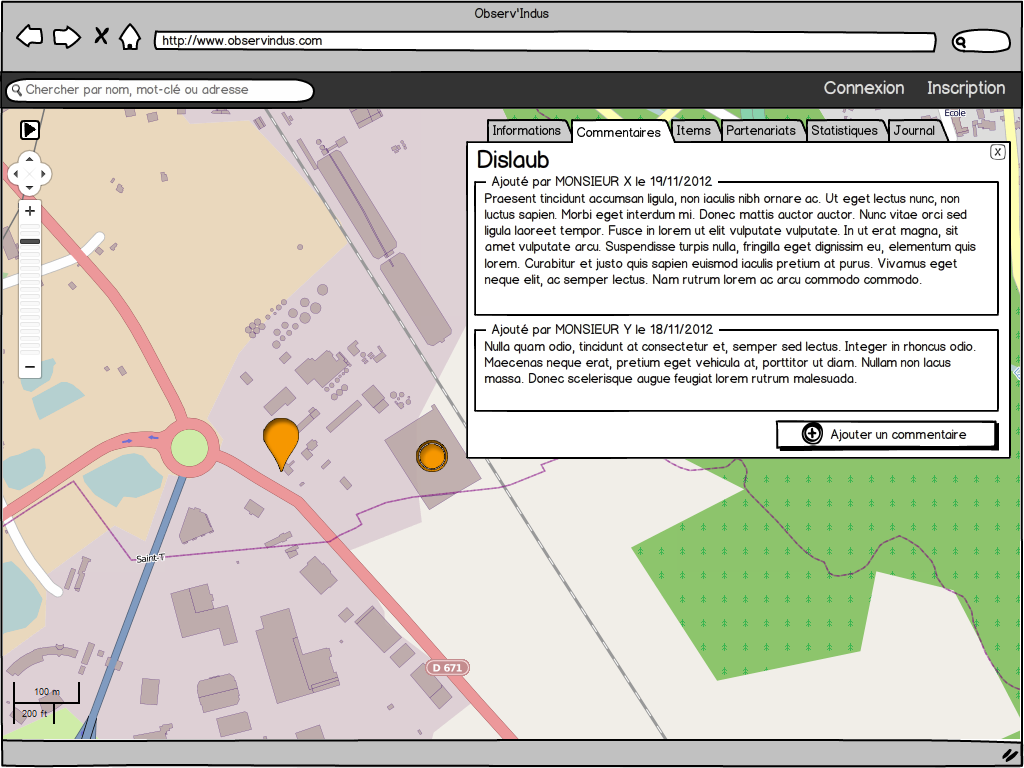 Observ'Indus
http://www.observindus.com
Chercher par nom, mot-clé ou adresse
Connexion
Inscription
École
Informations
Commentaires
Items
Partenariats
Statistiques
Journal
Dislaub
X
Ajouté par MONSIEUR X le 19/11/2012
Praesent tincidunt accumsan ligula, non iaculis nibh ornare ac. Ut eget lectus nunc, non
luctus sapien. Morbi eget interdum mi. Donec mattis auctor auctor. Nunc vitae orci sed
ligula laoreet tempor. Fusce in lorem ut elit vulputate vulputate. In ut erat magna, sit
amet vulputate arcu. Suspendisse turpis nulla, fringilla eget dignissim eu, elementum quis
lorem. Curabitur et justo quis sapien euismod iaculis pretium at purus. Vivamus eget
neque elit, ac semper lectus. Nam rutrum lorem ac arcu commodo commodo.
Ajouté par MONSIEUR Y le 18/11/2012
Nulla quam odio, tincidunt at consectetur et, semper sed lectus. Integer in rhoncus odio.
Maecenas neque erat, pretium eget vehicula at, porttitor ut diam. Nullam non lacus
massa. Donec scelerisque augue feugiat lorem rutrum malesuada.
Ajouter un commentaire
Saint-T
D 671
100 m
200 ft